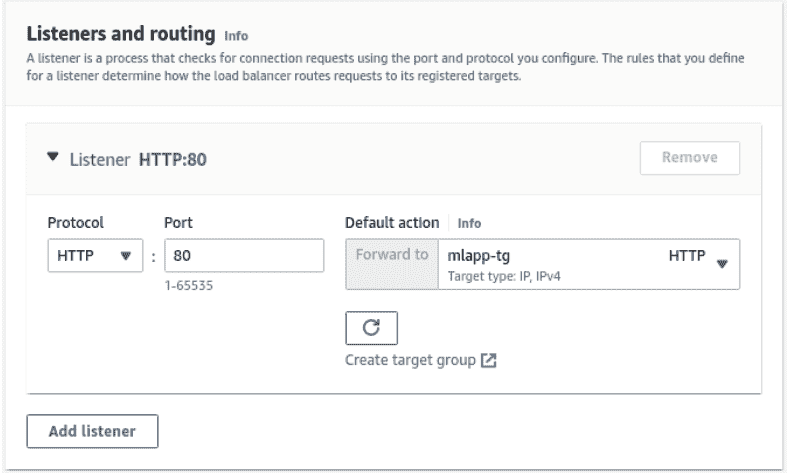 Listeners and routing Info
A listener is a process that checks for connection requests using the port and protocol you configure. The rules that you define
for a listener determine how the load balancer routes requests to its registered targets.
Listener HTTP:80
Remove
Protocol
Port
Default action Info
HTTP
:
80
Forward to
mlapp-tg
HTTP
Target type: IP, IPv4
1-65535
Create target group
Add listener